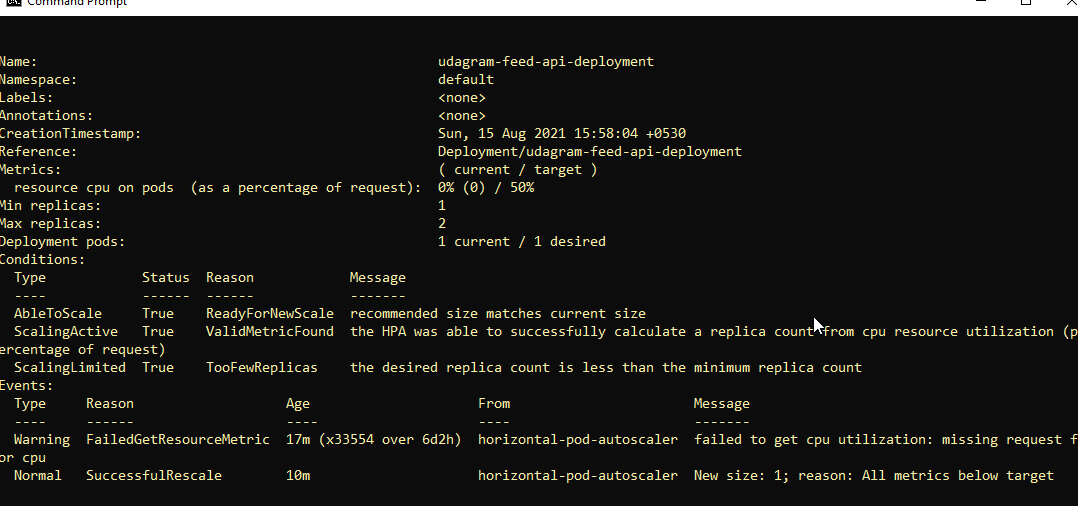 Command Prompt
Name: udagram-feed-api-deployment
Namespace: default
Labels: <none>
Annotations: <none>
CreationTimestamp: Sun, 15 Aug 2021 15:58:04 +0530
Reference: Deployment/udagram-feed-api-deployment
Metrics: ( current / target )
resource cpu on pods (as a percentage of request): 0% (0) / 50%
Min replicas: 1
Max replicas: 2
Deployment pods: 1 current / 1 desired
Conditions:
Type Status Reason Message
---- ------ ------ -------
AbleToScale True ReadyForNewScale recommended size matches current size
ScalingActive True ValidMetricFound the HPA was able to successfully calculate a replica count from cpu resource utilization (p
ercentage of request)
ScalingLimited True TooFewReplicas the desired replica count is less than the minimum replica count
Events:
Type Reason Age From Message
---- ------ ---- ---- -------
Warning FailedGetResourceMetric 17m (x33554 over 6d2h) horizontal-pod-autoscaler failed to get cpu utilization: missing request f
or cpu
Normal SuccessfulRescale 10m horizontal-pod-autoscaler New size: 1; reason: All metrics below target